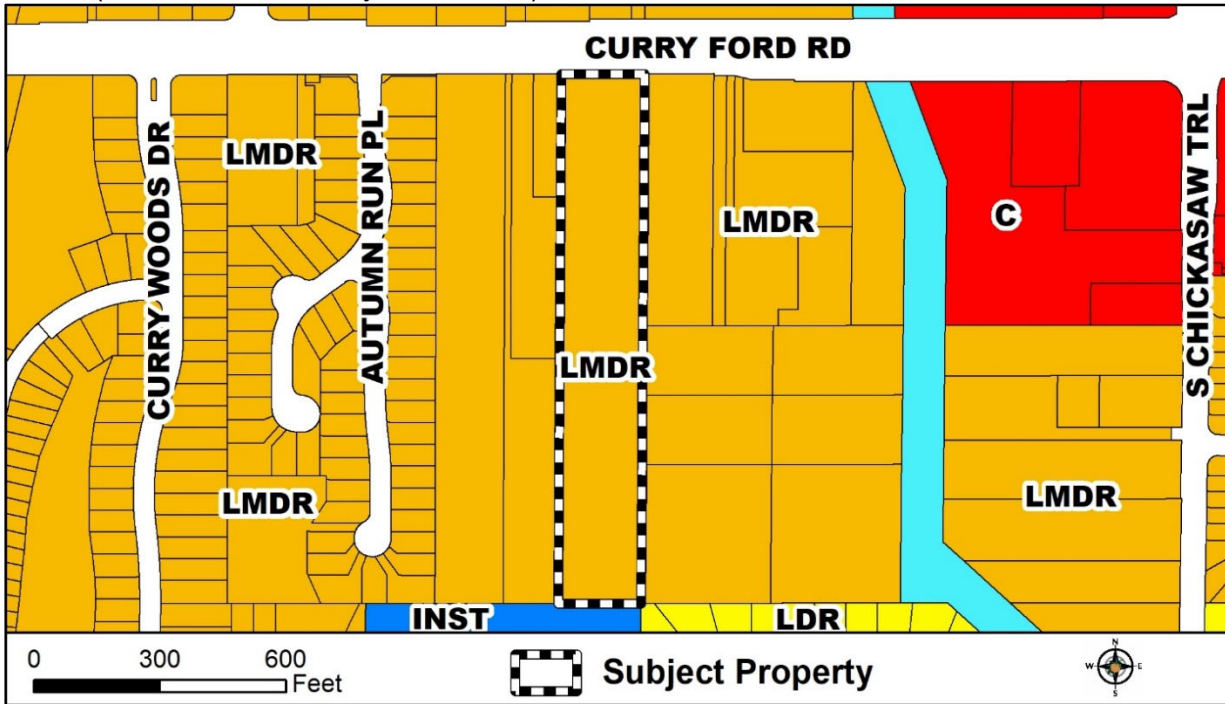 CURRY FORD RD
CURRY WOODS DR
LMDR
AUTUMN RUN PL
LMDR
C
S CHICKASAW TRL
LMDR
LMDR
LMDR
INST
LDR
0 300 600
Feet
Subject Property
N
W E
S